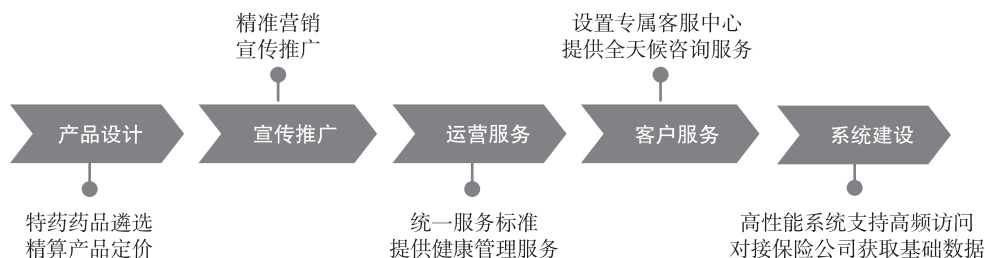 精准营销
宣传推广
设置专属客服中心
提供全天候咨询服务
产品设计
宣传推广
运营服务
客户服务
系统建设
特药药品遴选
精算产品定价
统一服务标准
提供健康管理服务
高性能系统支持高频访问
对接保险公司获取基础数据